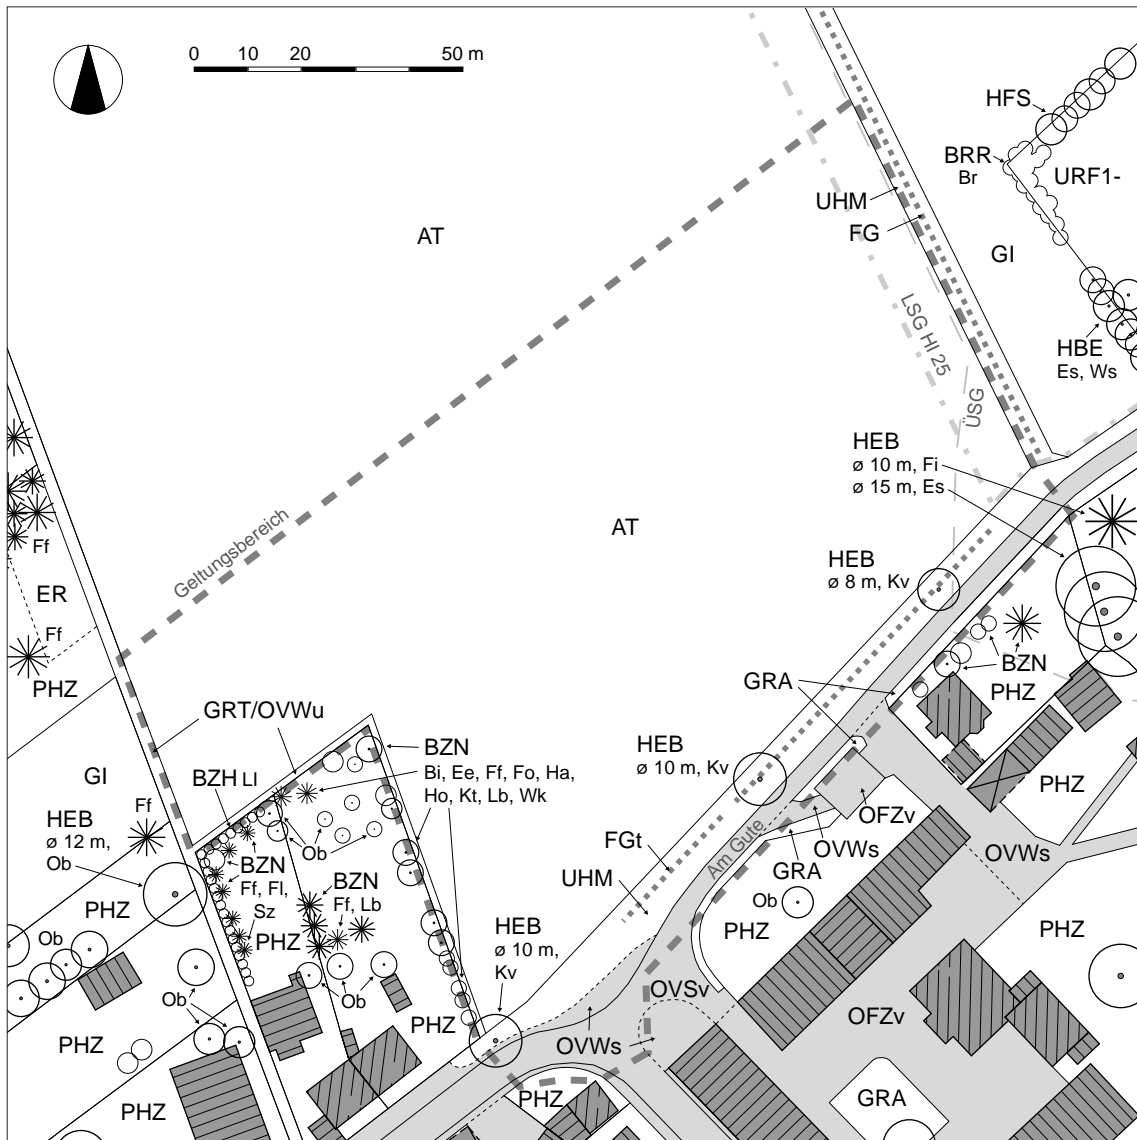 0 10 20 50 m
HFS
BRR
Br
URF1-
UHM
FG
AT
GI
LSG HI 25
HBE
Es, Ws
ÜSG
HEB
ø 10 m, Fi
ø 15 m, Es
Geltungsbereich
AT
Ff
HEB
ø 8 m, Kv
ER
Ff
BZN
PHZ
PHZ
GRA
GRT/OVWu
HEB
ø 10 m, Kv
BZN
Bi, Ee, Ff, Fo, Ha,
Ho, Kt, Lb, Wk
GI
BZH LI
PHZ
Ff
HEB
ø 12 m,
Ob
OFZv
Am Gute
FGt
OVWs
OVWs
Ob
BZN
Ff, Fl,
Sz
BZN
Ff, Lb
GRA
UHM
Ob
PHZ
HEB
ø 10 m,
Kv
PHZ
PHZ
PHZ
Ob
Ob
Ob
OVSv
OFZv
PHZ
PHZ
OVWs
PHZ
PHZ
GRA